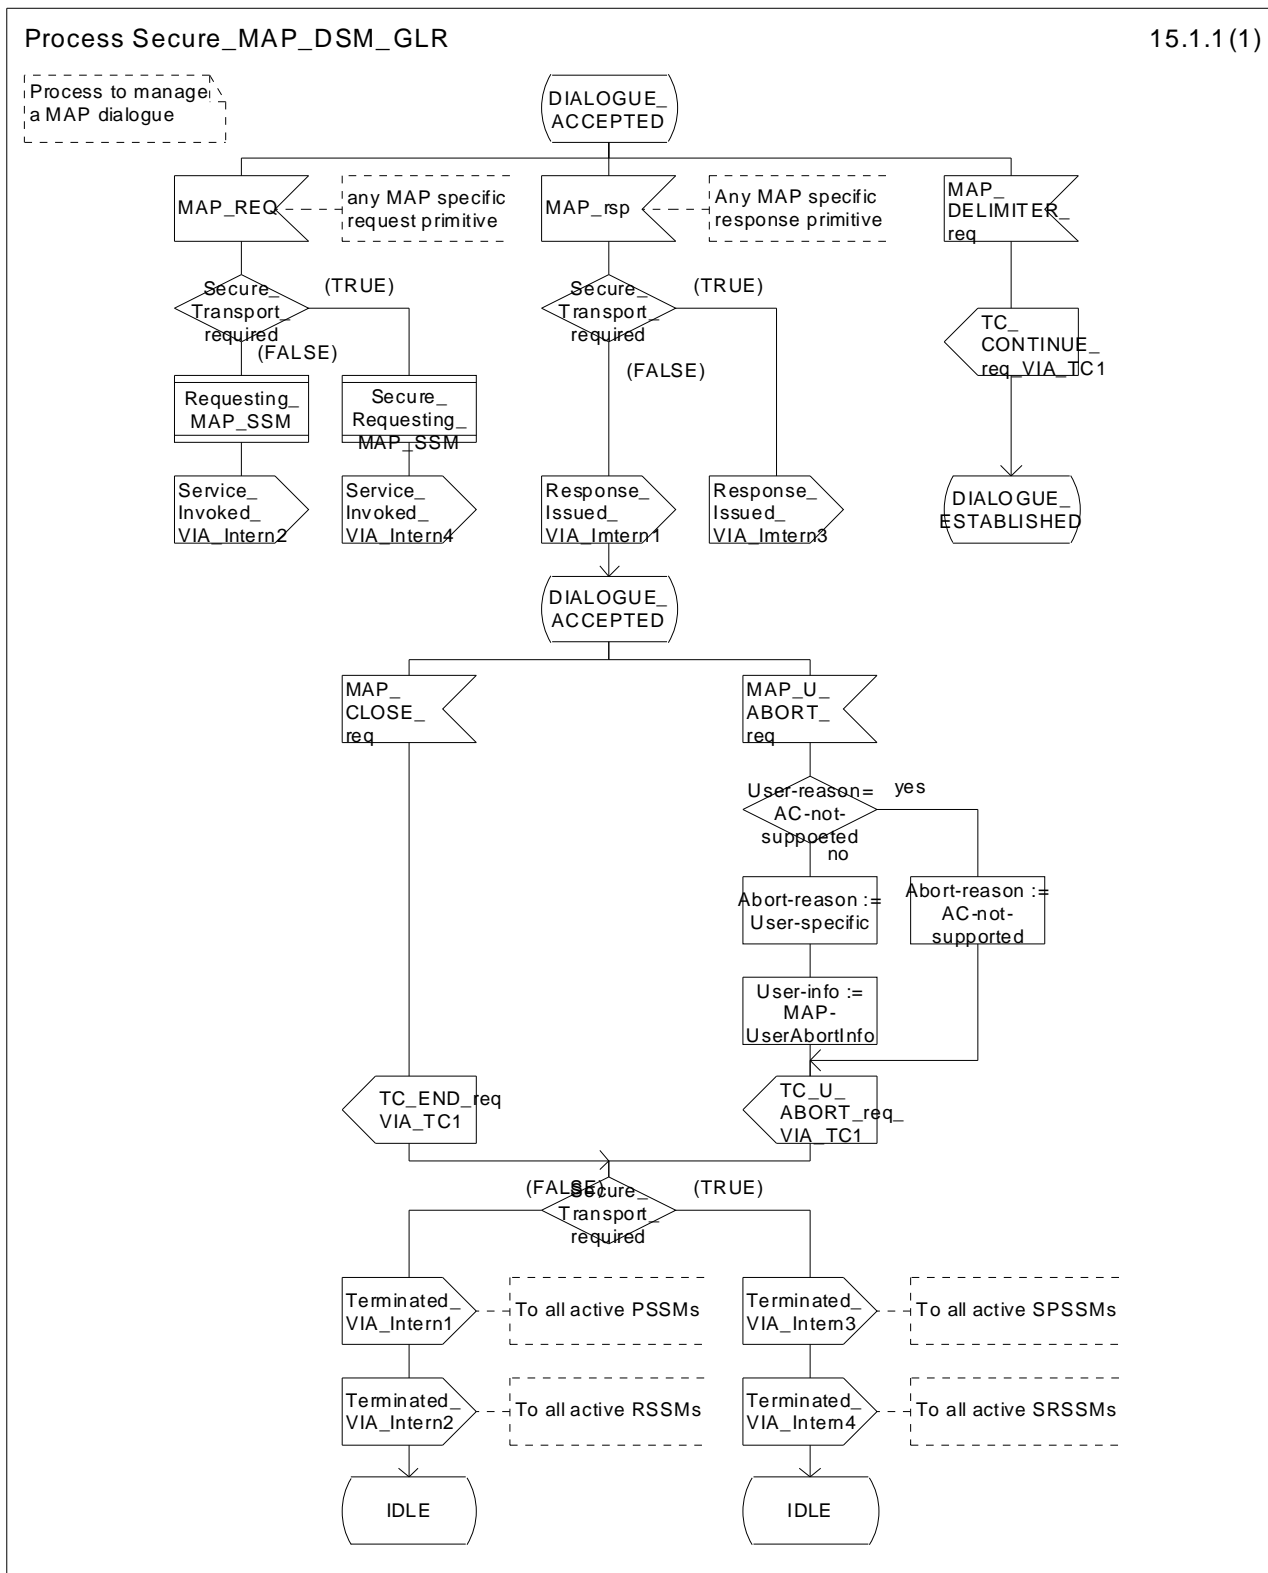 Process Secure_MAP_DSM_GLR
15.1.1(1)
Process to manage
a MAP dialogue
DIALOGUE_
ACCEPTED
MAP_REQ
any MAP specific
request primitive
MAP_rsp
Any MAP specific
response primitive
MAP_
DELIMITER_
req
Secure_
Transport_
required
(TRUE)
(FALSE)
Secure_
Transport_
required
(TRUE)
(FALSE)
TC_
CONTINUE_
req_VIA_TC1
Requesting_
MAP_SSM
Secure_
Requesting_
MAP_SSM
Service_
Invoked_
VIA_Intern2
Service_
Invoked_
VIA_Intern4
Response_
Issued_
VIA_Imtern1
Response_
Issued_
VIA_Imtern3
DIALOGUE_
ESTABLISHED
DIALOGUE_
ACCEPTED
MAP_
CLOSE_
req
MAP_U_
ABORT_
req
User-reason=
AC-not-
suppoeted
yes
no
Abort-reason :=
User-specific
Abort-reason :=
AC-not-
supported
User-info :=
MAP-
UserAbortInfo
TC_END_req
VIA_TC1
TC_U_
ABORT_req_
VIA_TC1
(FALSE)
Secure_
Transport_
required
(TRUE)
Terminated_
VIA_Intern1
To all active PSSMs
Terminated_
VIA_Intern3
To all active SPSSMs
Terminated_
VIA_Intern2
To all active RSSMs
Terminated_
VIA_Intern4
To all active SRSSMs
IDLE
IDLE